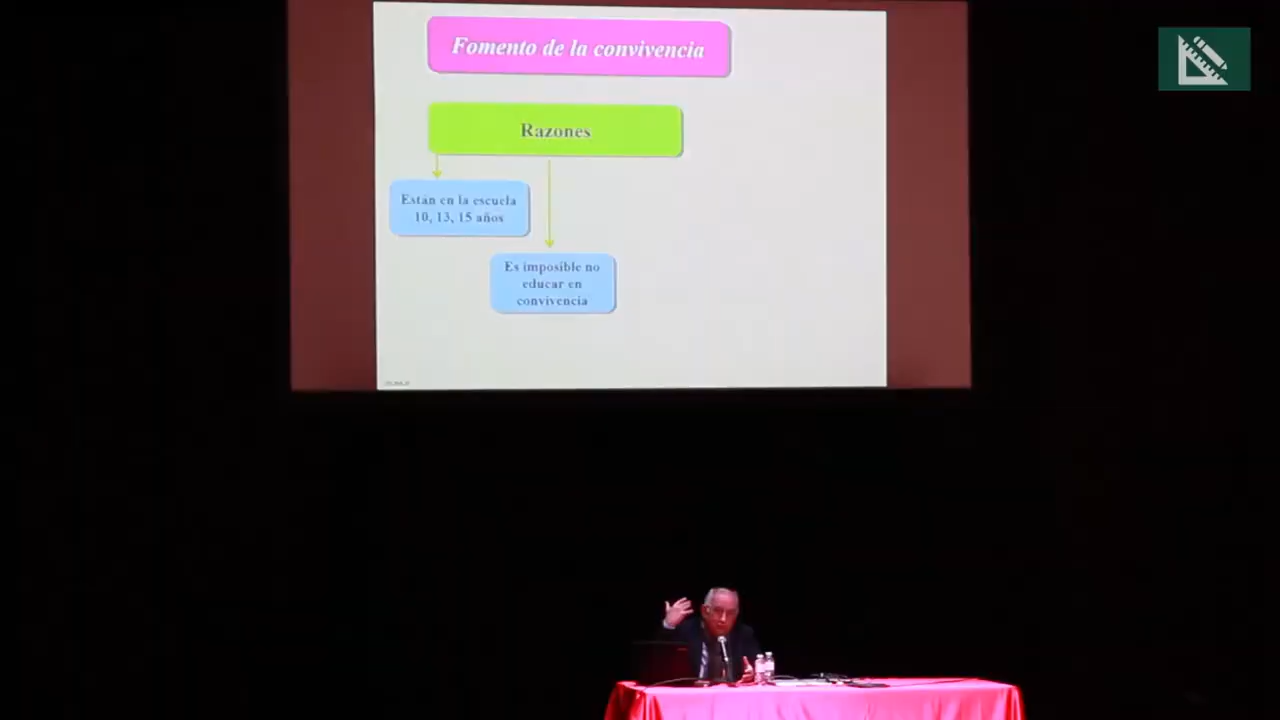 Fomento de la convivencia
Razones
Están en la escuela
10, 13, 15 años
Es imposible no
educar en
convivencia